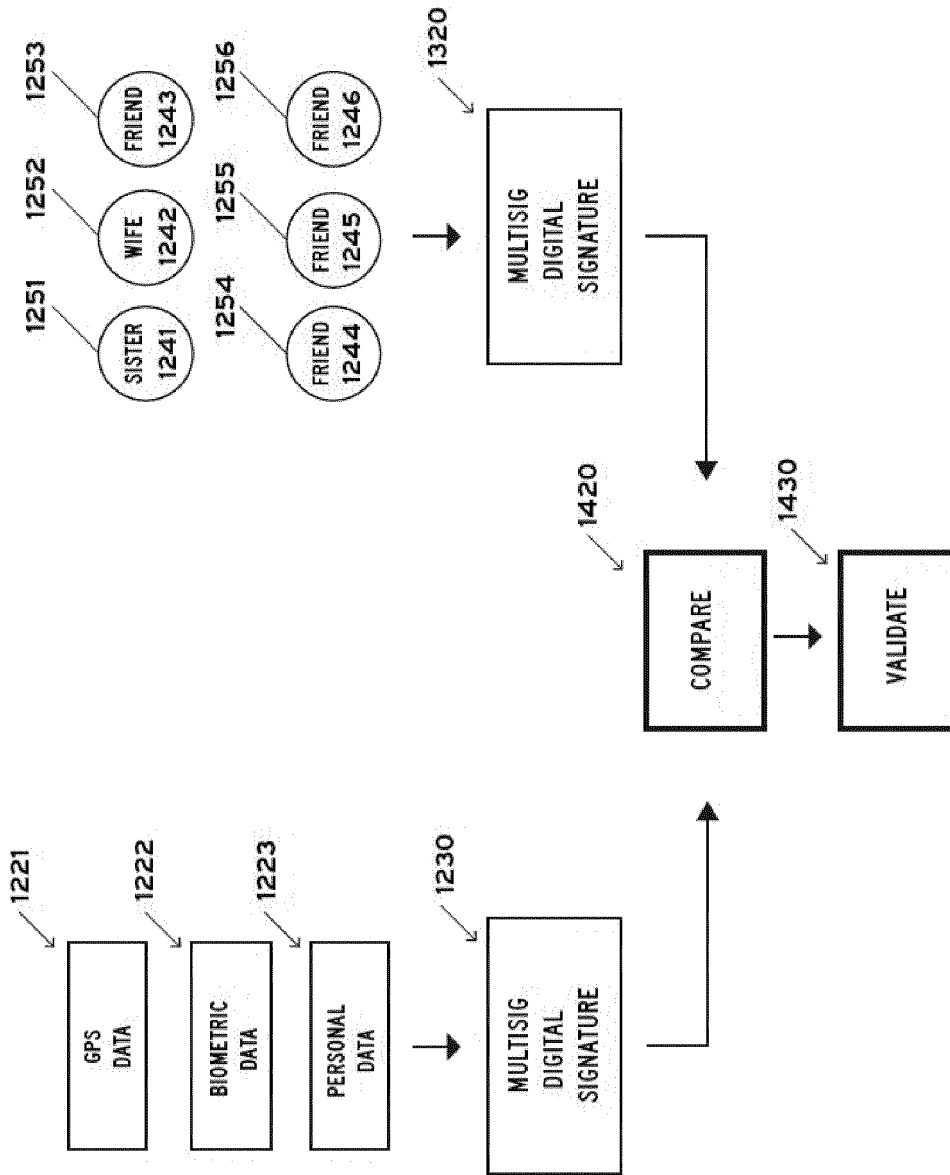 1221
GPS
DATA
1222
BIOMETRIC
DATA
1223
PERSONAL
DATA
1230
MULTISIG
DIGITAL
SIGNATURE
1251
SISTER
1241
1252
WIFE
1242
1253
FRIEND
1243
1254
FRIEND
1244
1255
FRIEND
1245
1256
FRIEND
1246
1320
MULTISIG
DIGITAL
SIGNATURE
1420
COMPARE
1430
VALIDATE